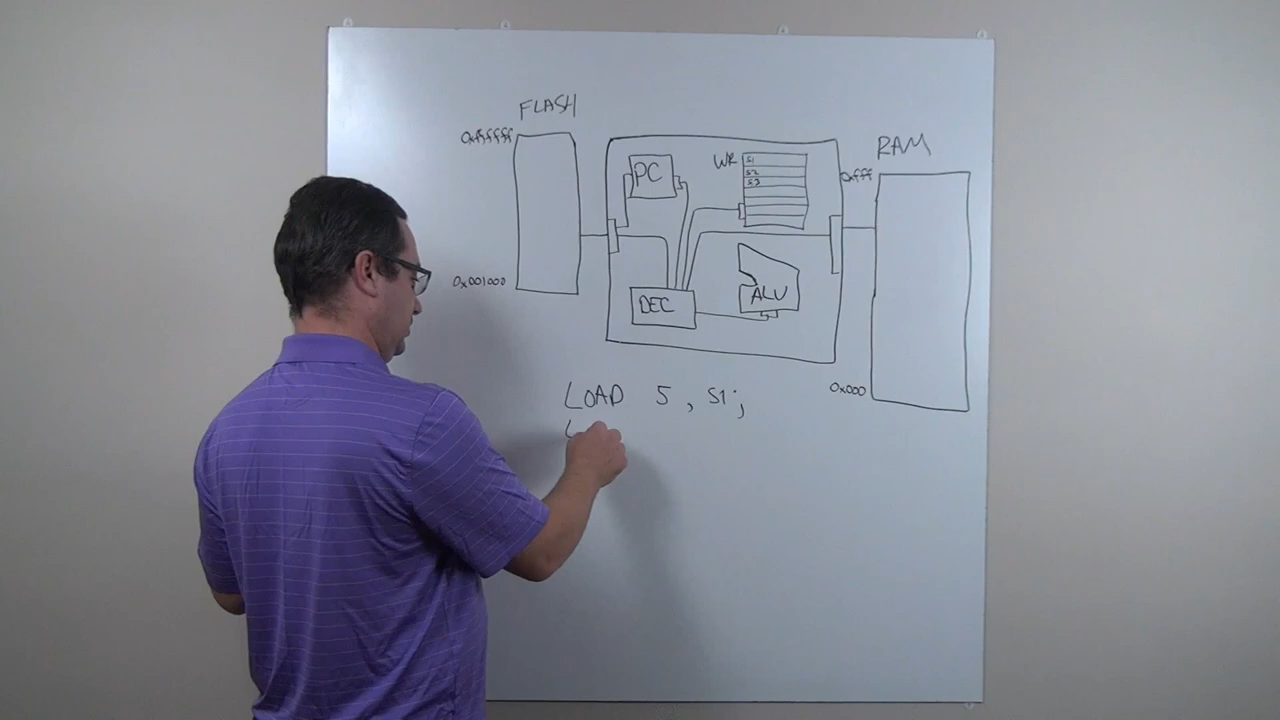 FLASH
0xffffff
0x001000
PC
WR
S1
S2
S3
DEC
ALU
RAM
0xfff
0x000
LOAD 5, S1;
L